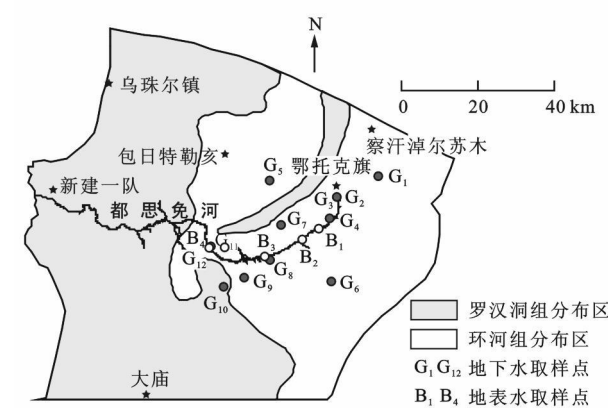 N
0 20 40 km
乌珠尔镇
察汗淖尔苏木
包日特勒亥
鄂托克旗
G₅
G₁
新建一队
G₃ G₂
都思兔河
G₄
G₇
B₁
B₄
G₁₁
B₃
B₂
G₁₂
G₈
G₉
G₆
G₁₀
罗汉洞组分布区
环河组分布区
G₁ G₁₂ 地下水取样点
B₁ B₄ 地表水取样点
大庙